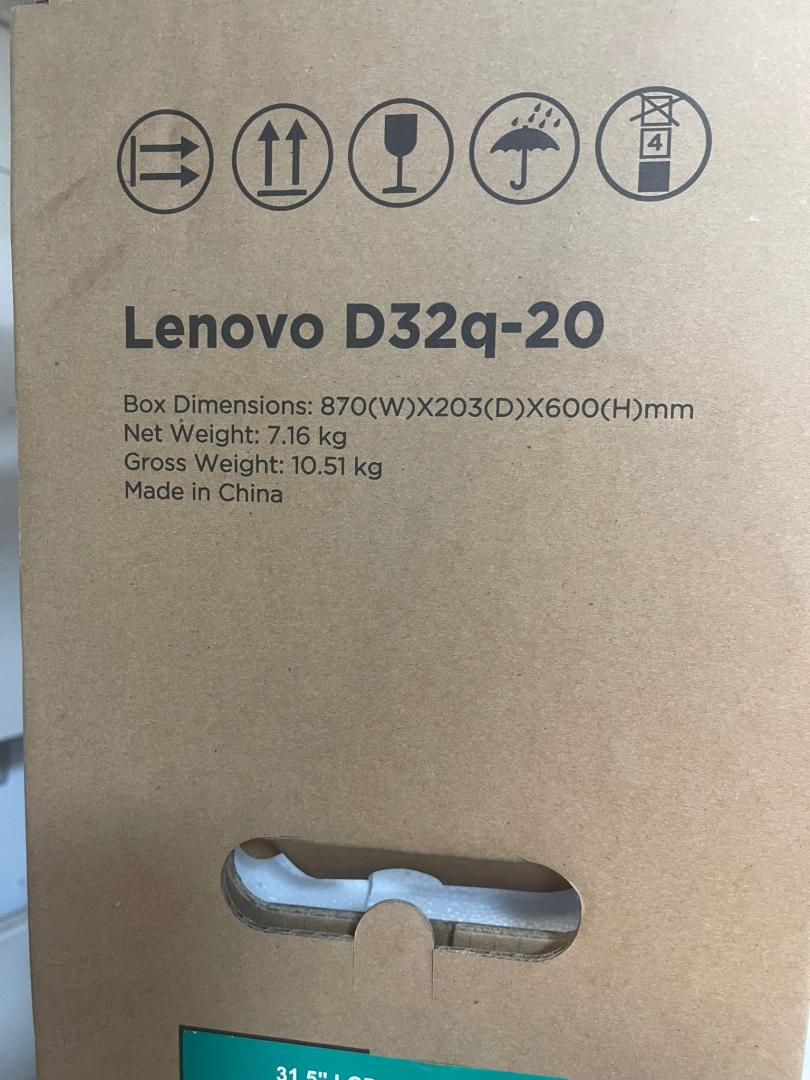 4
Lenovo D32q-20
Box Dimensions: 870(W)X203(D)X600(H)mm
Net Weight: 7.16 kg
Gross Weight: 10.51 kg
Made in China
31.5"